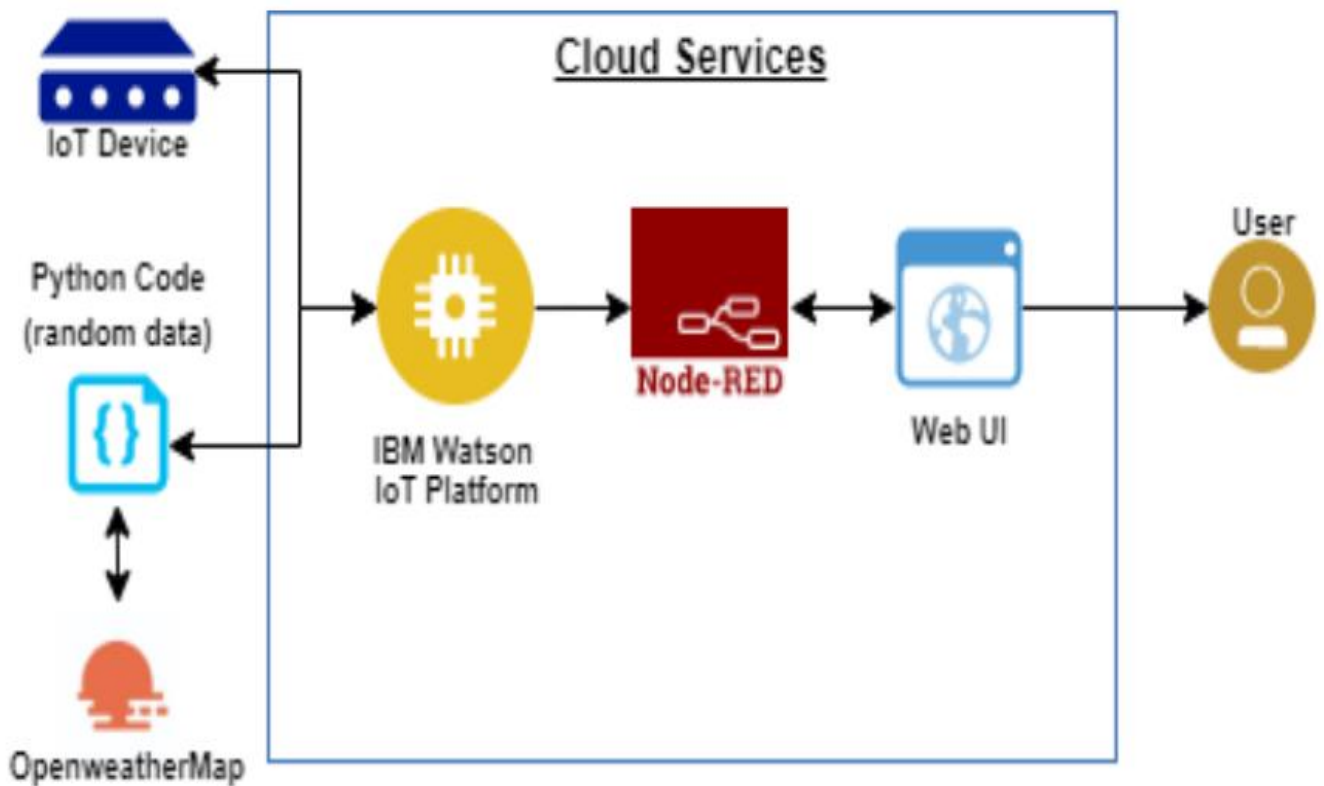 Cloud Services
IoT Device
Python Code
(random data)
IBM Watson
IoT Platform
Node-RED
Web UI
User
OpenweatherMap